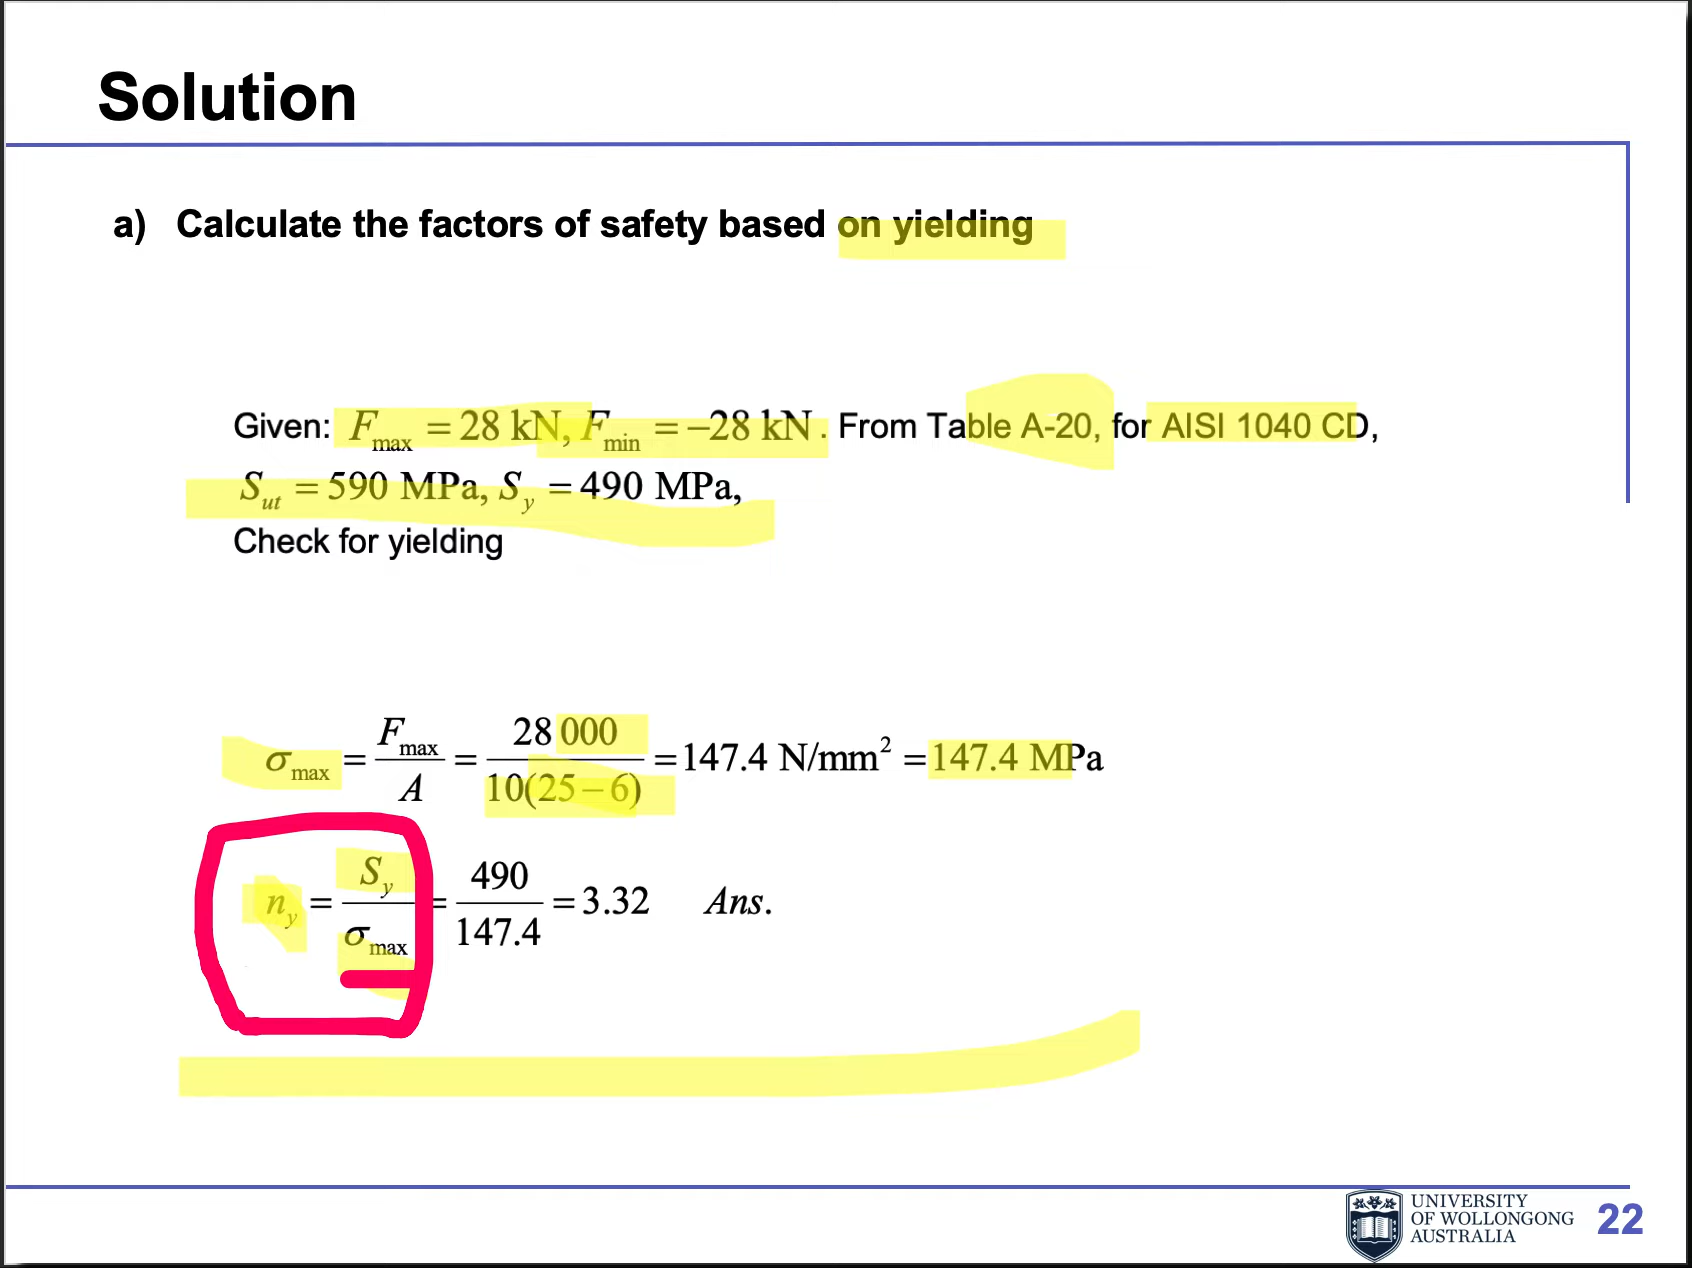 Solution
a) Calculate the factors of safety based on yielding
Given: F_max = 28 kN, F_min = −28 kN. From Table A-20, for AISI 1040 CD,
S_ut = 590 MPa, S_y = 490 MPa,
Check for yielding
σ_max = F_max / A = 28 000 / 10(25 − 6) = 147.4 N/mm² = 147.4 MPa
n_y = S_y / σ_max = 490 / 147.4 = 3.32 Ans.
UNIVERSITY
OF WOLLONGONG
AUSTRALIA
22